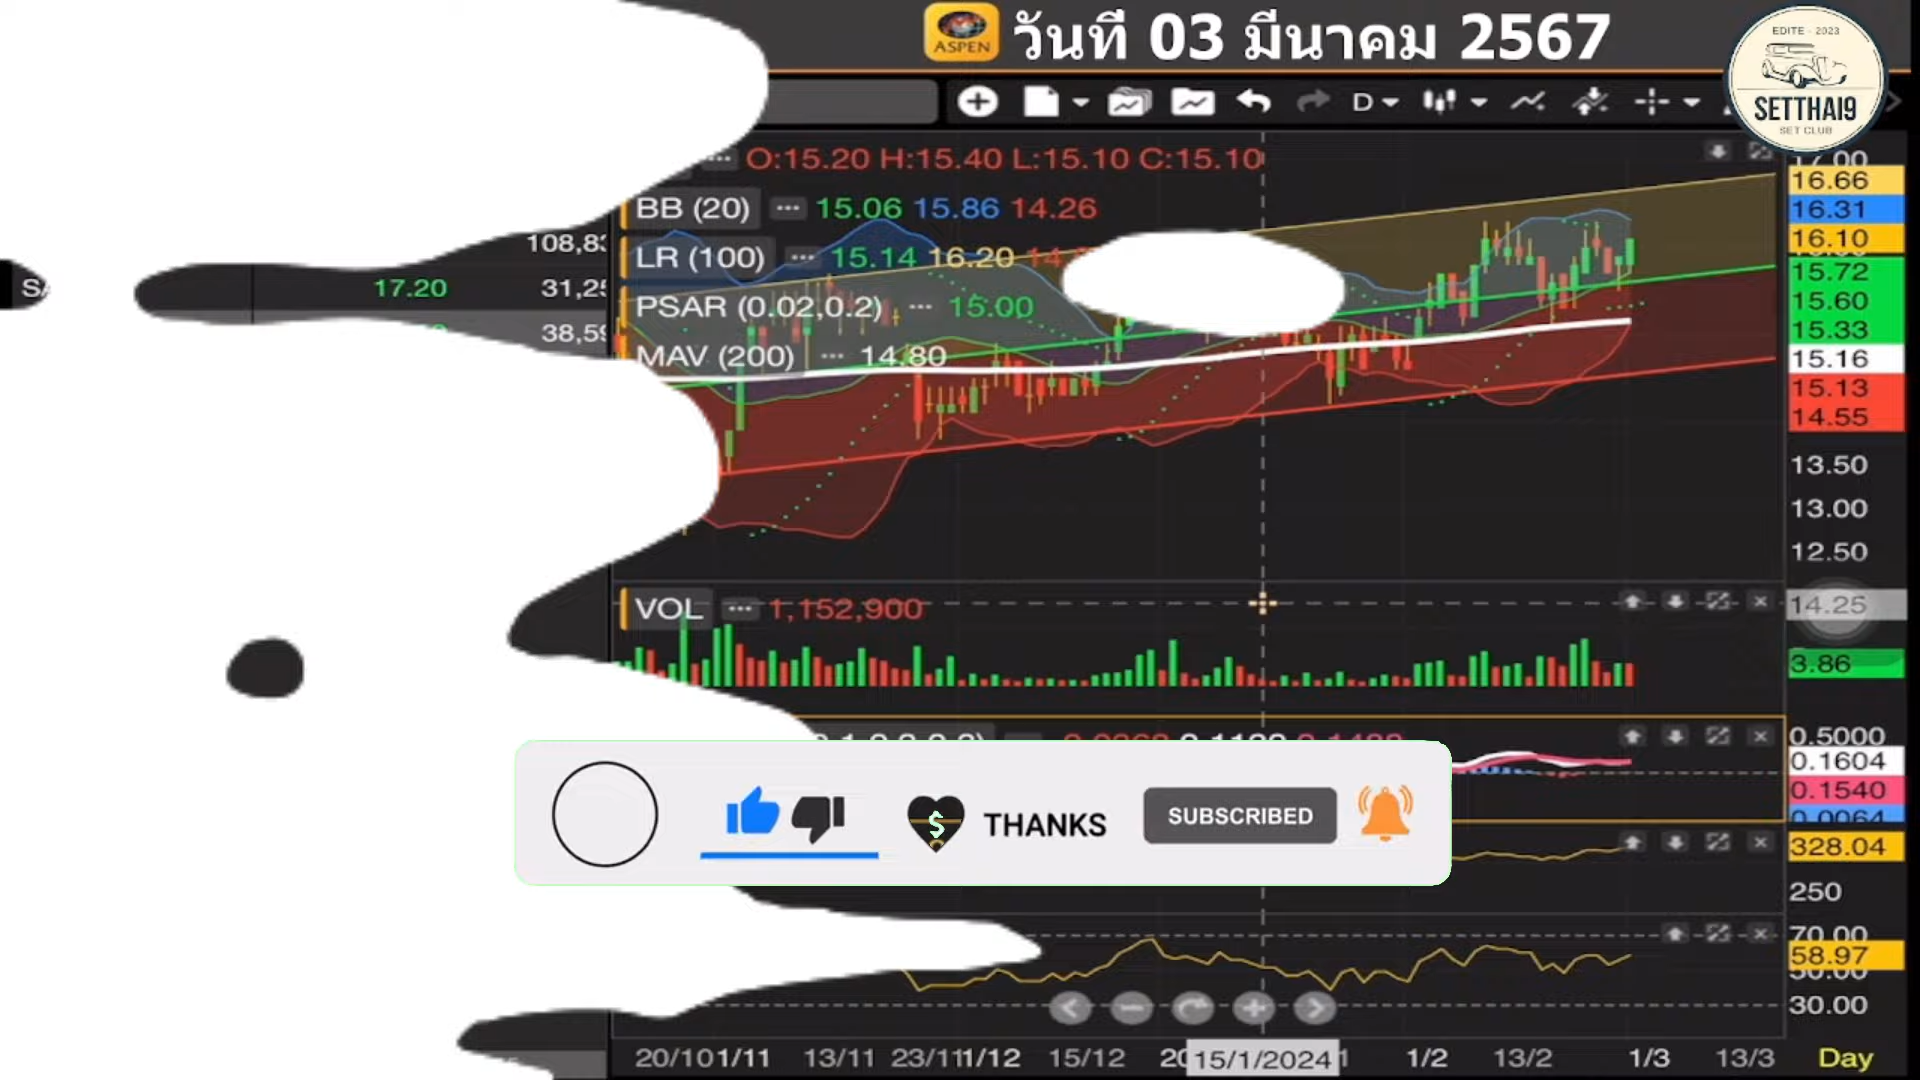 ASPEN วันที่ 03 มีนาคม 2567
EDITE - 2023
SETTHAI9
SET CLUB
D
O:15.20 H:15.40 L:15.10 C:15.10
BB (20) 15.06 15.86 14.26
LR (100) 15.14 16.20
PSAR (0.02,0.2) 15.00
MAV (200) 14.80
17.20
17.00
16.66
16.31
16.10
15.72
15.60
15.33
15.16
15.13
14.55
13.50
13.00
12.50
VOL 1,152,900
14.25
3.86
0.5000
0.1604
0.1540
0.0064
THANKS
SUBSCRIBED
328.04
250
70.00
58.97
30.00
20/10 1/11 13/11 23/11 1/12 15/12 15/1/2024 1/2 13/2 1/3 13/3 Day